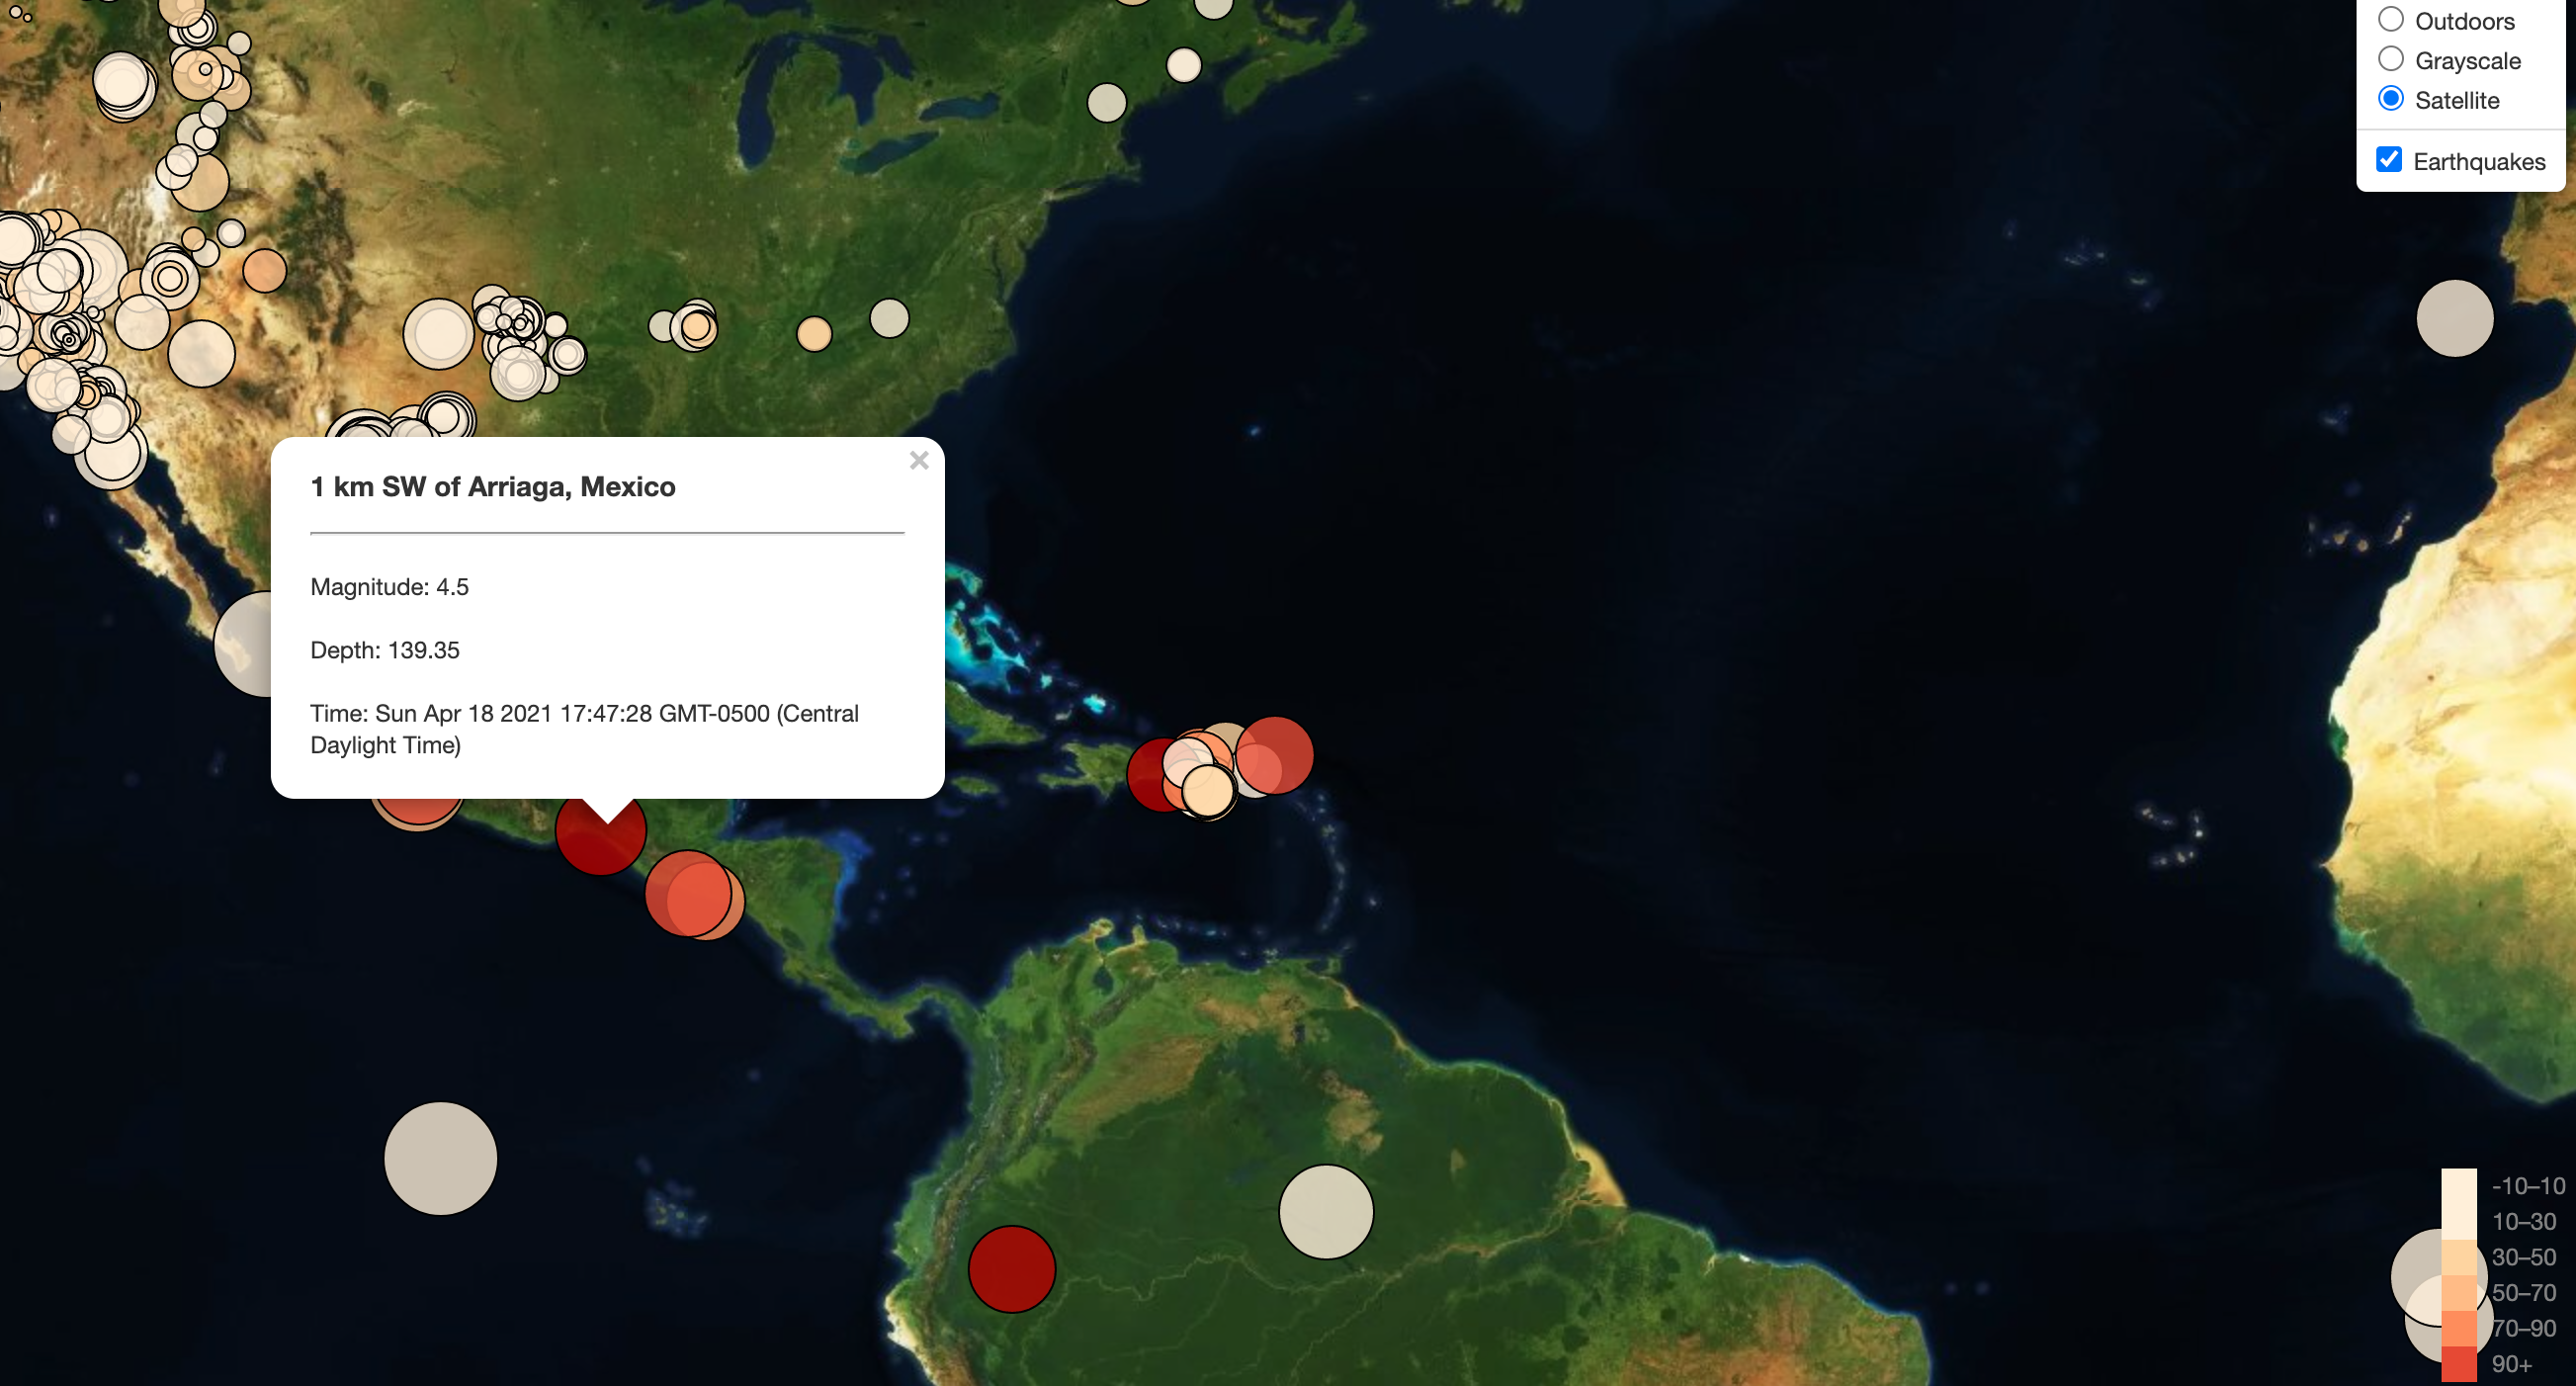 Outdoors
Grayscale
Satellite
Earthquakes
1 km SW of Arriaga, Mexico
×
Magnitude: 4.5
Depth: 139.35
Time: Sun Apr 18 2021 17:47:28 GMT-0500 (Central
Daylight Time)
-10–10
10–30
30–50
50–70
70–90
90+